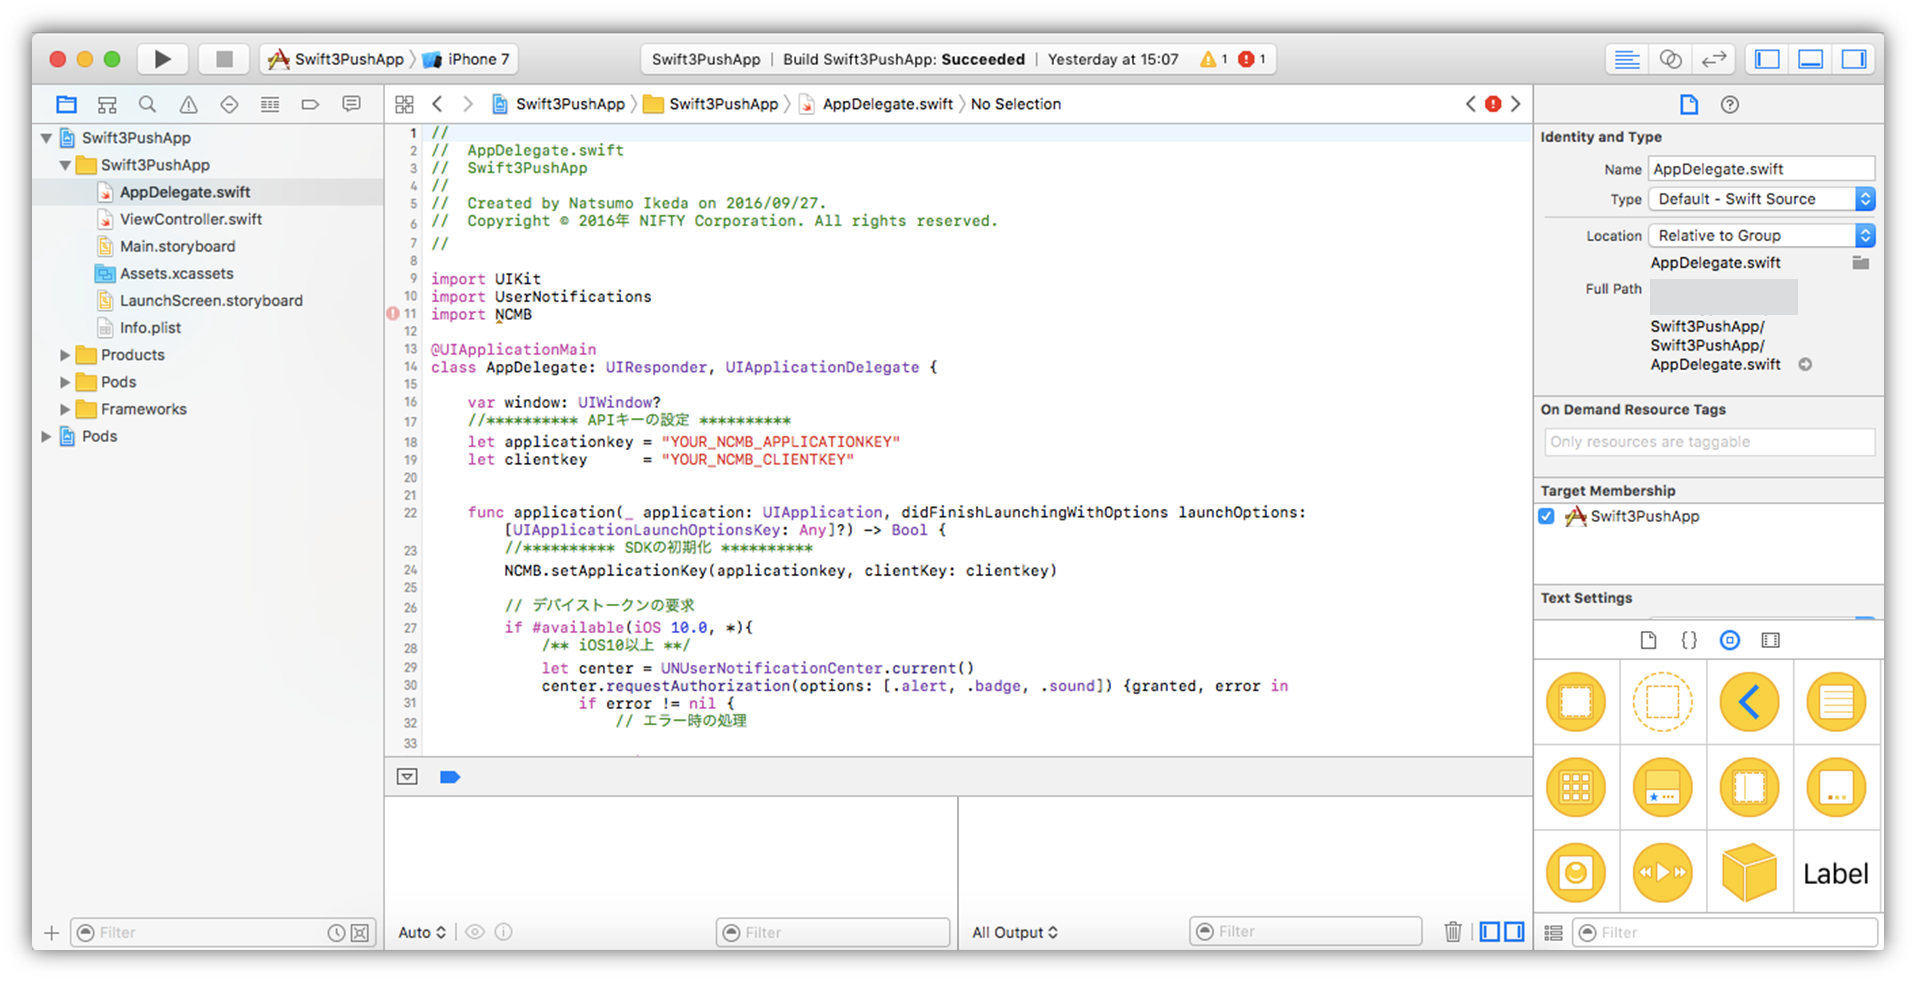 Swift3PushApp 〉 iPhone 7
Swift3PushApp | Build Swift3PushApp: Succeeded | Yesterday at 15:07 1 1
Swift3PushApp 〉 Swift3PushApp 〉 AppDelegate.swift 〉 No Selection
Swift3PushApp
Swift3PushApp
AppDelegate.swift
ViewController.swift
Main.storyboard
Assets.xcassets
LaunchScreen.storyboard
Info.plist
Products
Pods
Frameworks
Pods
Filter
1 //
2 //  AppDelegate.swift
3 //  Swift3PushApp
4 //
5 //  Created by Natsumo Ikeda on 2016/09/27.
6 //  Copyright © 2016年 NIFTY Corporation. All rights reserved.
7 //
8
9 import UIKit
10 import UserNotifications
11 import NCMB
12
13 @UIApplicationMain
14 class AppDelegate: UIResponder, UIApplicationDelegate {
15
16     var window: UIWindow?
17     //********** APIキーの設定 **********
18     let applicationkey = "YOUR_NCMB_APPLICATIONKEY"
19     let clientkey      = "YOUR_NCMB_CLIENTKEY"
20
21
22     func application(_ application: UIApplication, didFinishLaunchingWithOptions launchOptions:
[UIApplicationLaunchOptionsKey: Any]?) -> Bool {
23         //********** SDKの初期化 **********
24         NCMB.setApplicationKey(applicationkey, clientKey: clientkey)
25
26         // デバイストークンの要求
27         if #available(iOS 10.0, *){
28             /** iOS10以上 **/
29             let center = UNUserNotificationCenter.current()
30             center.requestAuthorization(options: [.alert, .badge, .sound]) {granted, error in
31                 if error != nil {
32                     // エラー時の処理
33
Auto
Filter
All Output
Filter
Identity and Type
Name AppDelegate.swift
Type Default - Swift Source
Location Relative to Group
AppDelegate.swift
Full Path
Swift3PushApp/
Swift3PushApp/
AppDelegate.swift
On Demand Resource Tags
Only resources are taggable
Target Membership
Swift3PushApp
Text Settings
{}
Label
Filter